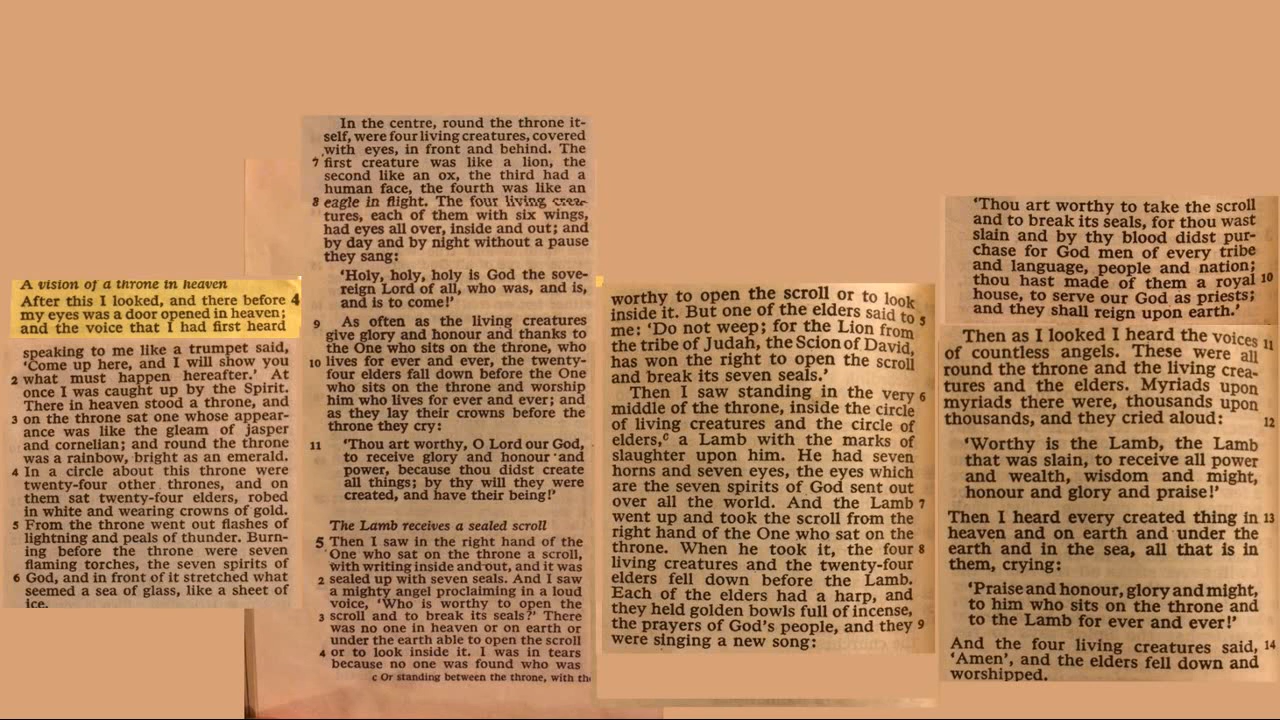 A vision of a throne in heaven
After this I looked, and there before 4
my eyes was a door opened in heaven;
and the voice that I had first heard
speaking to me like a trumpet said,
‘Come up here, and I will show you
2 what must happen hereafter.’ At
once I was caught up by the Spirit.
There in heaven stood a throne, and
3 on the throne sat one whose appear-
ance was like the gleam of jasper
and cornelian; and round the throne
was a rainbow, bright as an emerald.
4 In a circle about this throne were
twenty-four other thrones, and on
them sat twenty-four elders, robed
in white and wearing crowns of gold.
5 From the throne went out flashes of
lightning and peals of thunder. Burn-
ing before the throne were seven
flaming torches, the seven spirits of
6 God, and in front of it stretched what
seemed a sea of glass, like a sheet of
ice.
In the centre, round the throne it-
self, were four living creatures, covered
with eyes, in front and behind. The
7 first creature was like a lion, the
second like an ox, the third had a
human face, the fourth was like an
8 eagle in flight. The four living crea-
tures, each of them with six wings,
had eyes all over, inside and out; and
by day and by night without a pause
they sang:
‘Holy, holy, holy is God the sove-
reign Lord of all, who was, and is,
and is to come!’
9 As often as the living creatures
give glory and honour and thanks to
the One who sits on the throne, who
10 lives for ever and ever, the twenty-
four elders fall down before the One
who sits on the throne and worship
him who lives for ever and ever; and
as they lay their crowns before the
throne they cry:
11 ‘Thou art worthy, O Lord our God,
to receive glory and honour and
power, because thou didst create
all things; by thy will they were
created, and have their being!’
The Lamb receives a sealed scroll
5 Then I saw in the right hand of the
One who sat on the throne a scroll,
with writing inside and out, and it was
2 sealed up with seven seals. And I saw
a mighty angel proclaiming in a loud
voice, ‘Who is worthy to open the
3 scroll and to break its seals?’ There
was no one in heaven or on earth or
under the earth able to open the scroll
4 or to look inside it. I was in tears
because no one was found who was
c Or standing between the throne, with the
worthy to open the scroll or to look
inside it. But one of the elders said to 5
me: ‘Do not weep; for the Lion from
the tribe of Judah, the Scion of David,
has won the right to open the scroll
and break its seven seals.’
Then I saw standing in the very 6
middle of the throne, inside the circle
of living creatures and the circle of
elders,c a Lamb with the marks of
slaughter upon him. He had seven
horns and seven eyes, the eyes which
are the seven spirits of God sent out
over all the world. And the Lamb 7
went up and took the scroll from the
right hand of the One who sat on the
throne. When he took it, the four 8
living creatures and the twenty-four
elders fell down before the Lamb.
Each of the elders had a harp, and
they held golden bowls full of incense,
the prayers of God’s people, and they 9
were singing a new song:
‘Thou art worthy to take the scroll
and to break its seals, for thou wast
slain and by thy blood didst pur-
chase for God men of every tribe
and language, people and nation;
thou hast made of them a royal 10
house, to serve our God as priests;
and they shall reign upon earth.’
Then as I looked I heard the voices 11
of countless angels. These were all
round the throne and the living crea-
tures and the elders. Myriads upon
myriads there were, thousands upon
thousands, and they cried aloud: 12
‘Worthy is the Lamb, the Lamb
that was slain, to receive all power
and wealth, wisdom and might,
honour and glory and praise!’
Then I heard every created thing in 13
heaven and on earth and under the
earth and in the sea, all that is in
them, crying:
‘Praise and honour, glory and might,
to him who sits on the throne and
to the Lamb for ever and ever!’
And the four living creatures said, 14
‘Amen’, and the elders fell down and
worshipped.